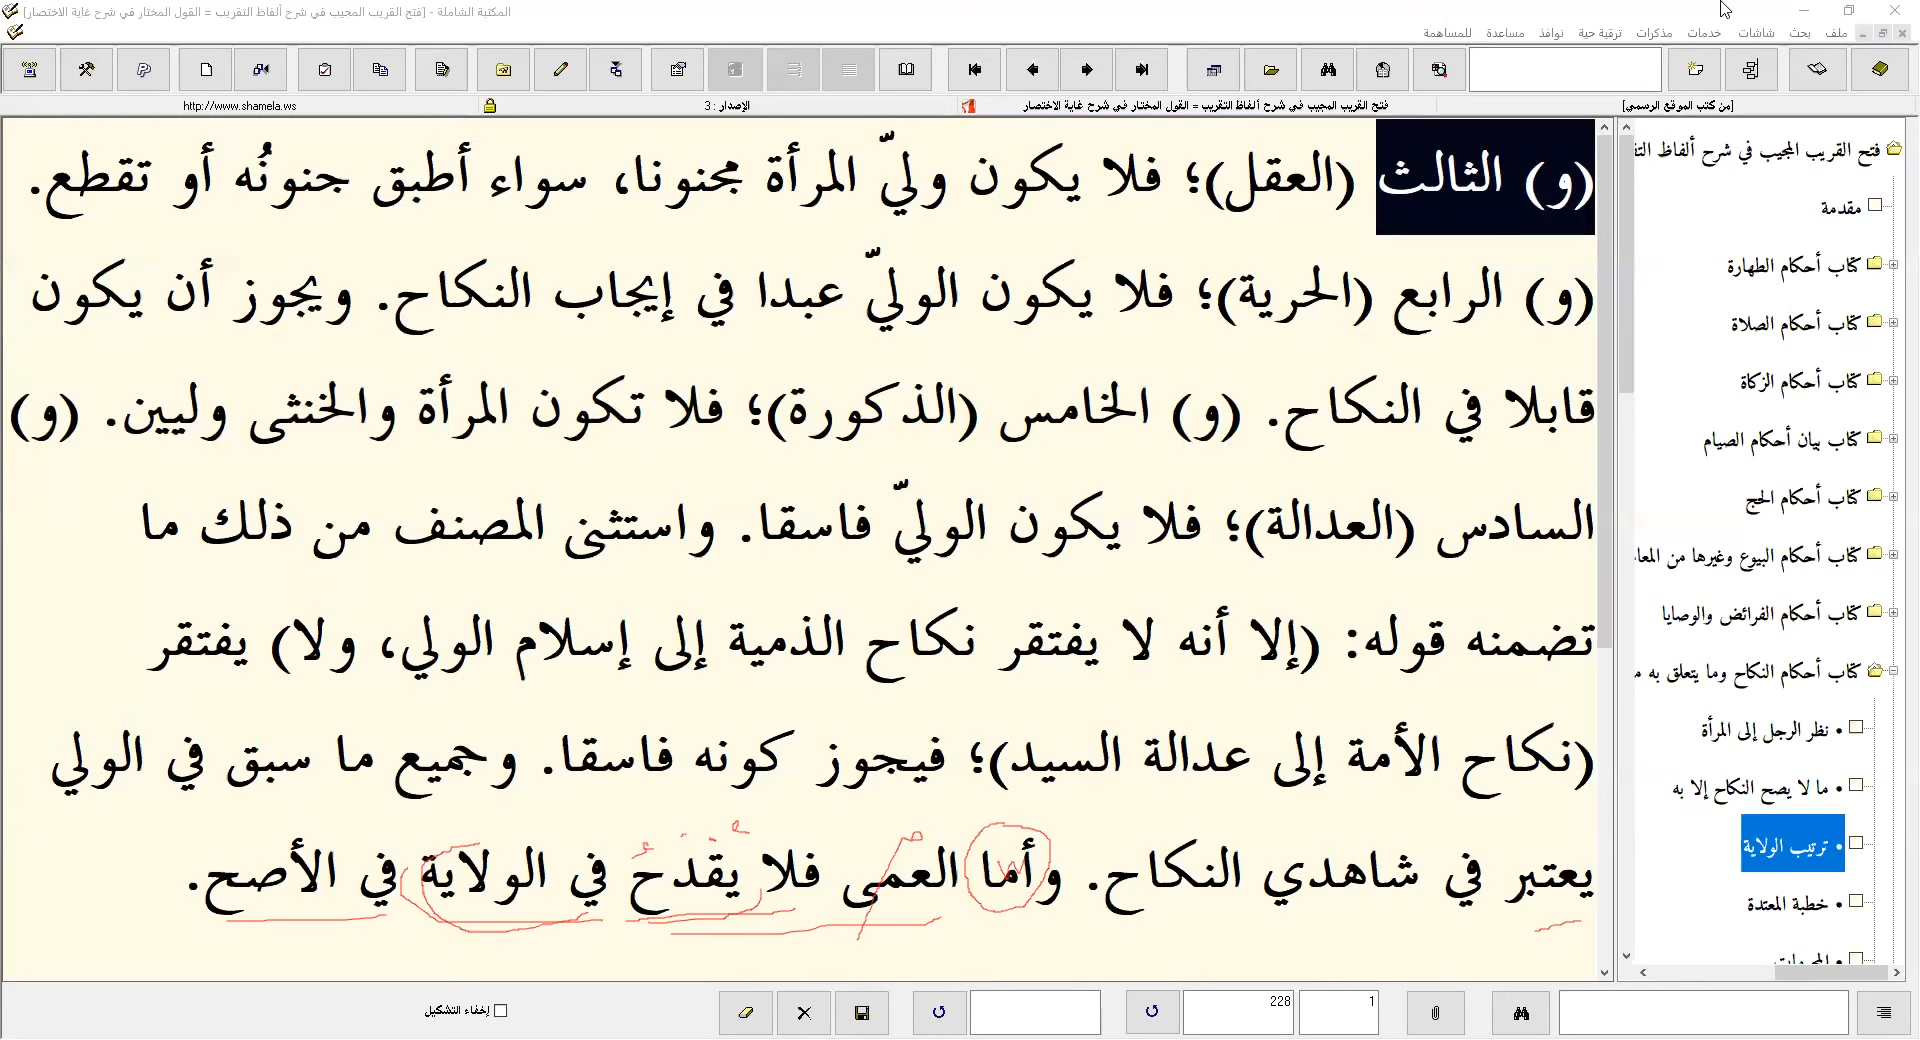 المكتبة الشاملة - [فتح القريب المجيب في شرح ألفاظ التقريب = القول المختار في شرح غاية الاختصار]
ملف بحث شاشات خدمات مذكرات ترقية حية نوافذ مساعدة للمساهمة
[من كتب الموقع الرسمي] فتح القريب المجيب في شرح ألفاظ التقريب = القول المختار في شرح غاية الاختصار الإصدار : 3 http://www.shamela.ws
(و) الثالث (العقل)؛ فلا يكون وليّ المرأة مجنونا، سواء أطبق جنونُه أو تقطع.
(و) الرابع (الحرية)؛ فلا يكون الوليّ عبدا في إيجاب النكاح. ويجوز أن يكون
قابلا في النكاح. (و) الخامس (الذكورة)؛ فلا تكون المرأة والخنثى وليين. (و)
السادس (العدالة)؛ فلا يكون الوليّ فاسقا. واستثنى المصنف من ذلك ما
تضمنه قوله: (إلا أنه لا يفتقر نكاح الذمية إلى إسلام الولي، ولا) يفتقر
(نكاح الأمة إلى عدالة السيد)؛ فيجوز كونه فاسقا. وجميع ما سبق في الولي
يعتبر في شاهدي النكاح. وأما العمى فلا يقدح في الولاية في الأصح.
فتح القريب المجيب في شرح ألفاظ التق
مقدمة
كتاب أحكام الطهارة
كتاب أحكام الصلاة
كتاب أحكام الزكاة
كتاب بيان أحكام الصيام
كتاب أحكام الحج
كتاب أحكام البيوع وغيرها من المعا
كتاب أحكام الفرائض والوصايا
كتاب أحكام النكاح وما يتعلق به م
• نظر الرجل إلى المرأة
• ما لا يصح النكاح إلا به
• ترتيب الولاية
• خطبة المعتدة
1 228 إخفاء التشكيل